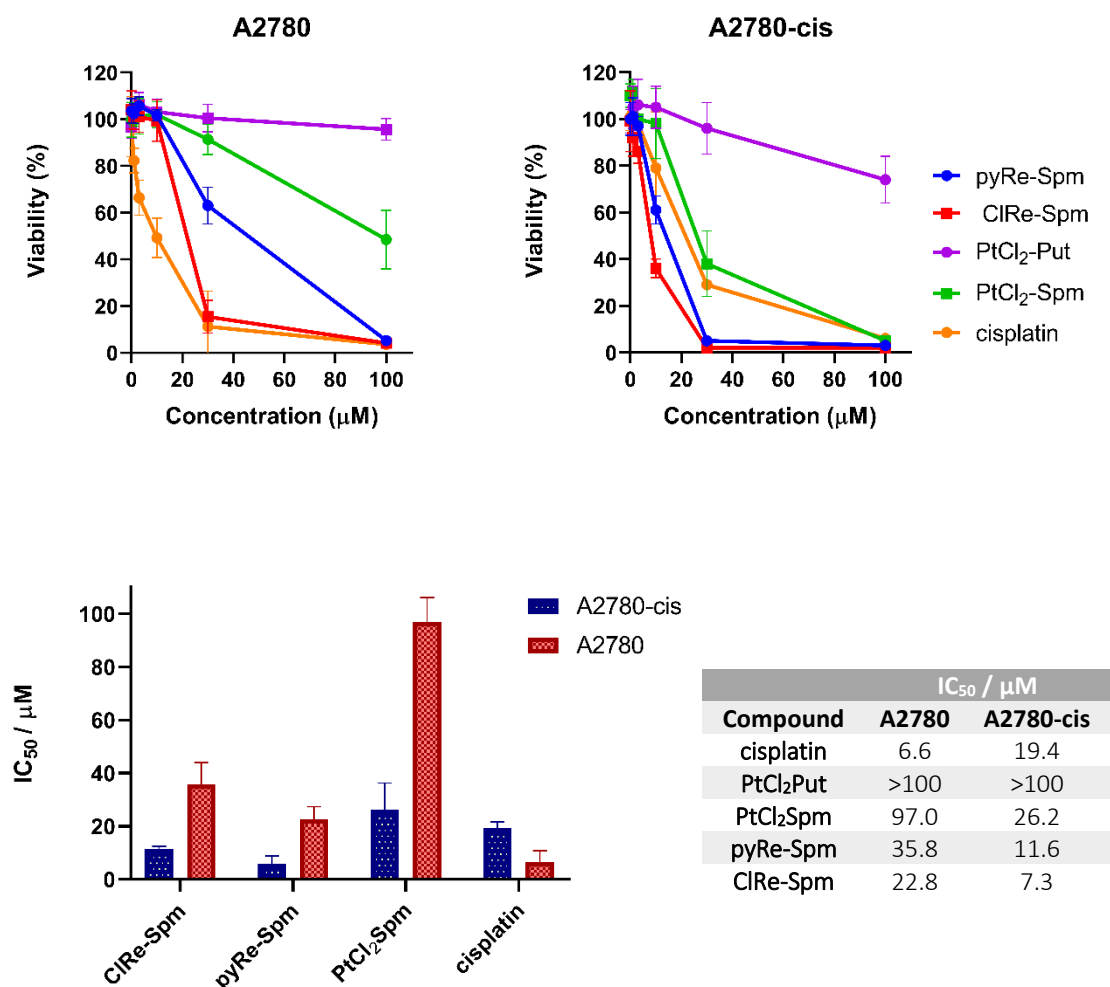 A2780
120
100
80
60
40
20
0
Viability (%)
0 20 40 60 80 100
Concentration (μM)
A2780-cis
120
100
80
60
40
20
0
Viability (%)
0 20 40 60 80 100
Concentration (μM)
pyRe-Spm
ClRe-Spm
PtCl₂-Put
PtCl₂-Spm
cisplatin
100
80
60
40
20
0
IC₅₀ / μM
ClRe-Spm
pyRe-Spm
PtCl₂Spm
cisplatin
A2780-cis
A2780
IC₅₀ / μM
Compound A2780 A2780-cis
cisplatin 6.6 19.4
PtCl₂Put >100 >100
PtCl₂Spm 97.0 26.2
pyRe-Spm 35.8 11.6
ClRe-Spm 22.8 7.3